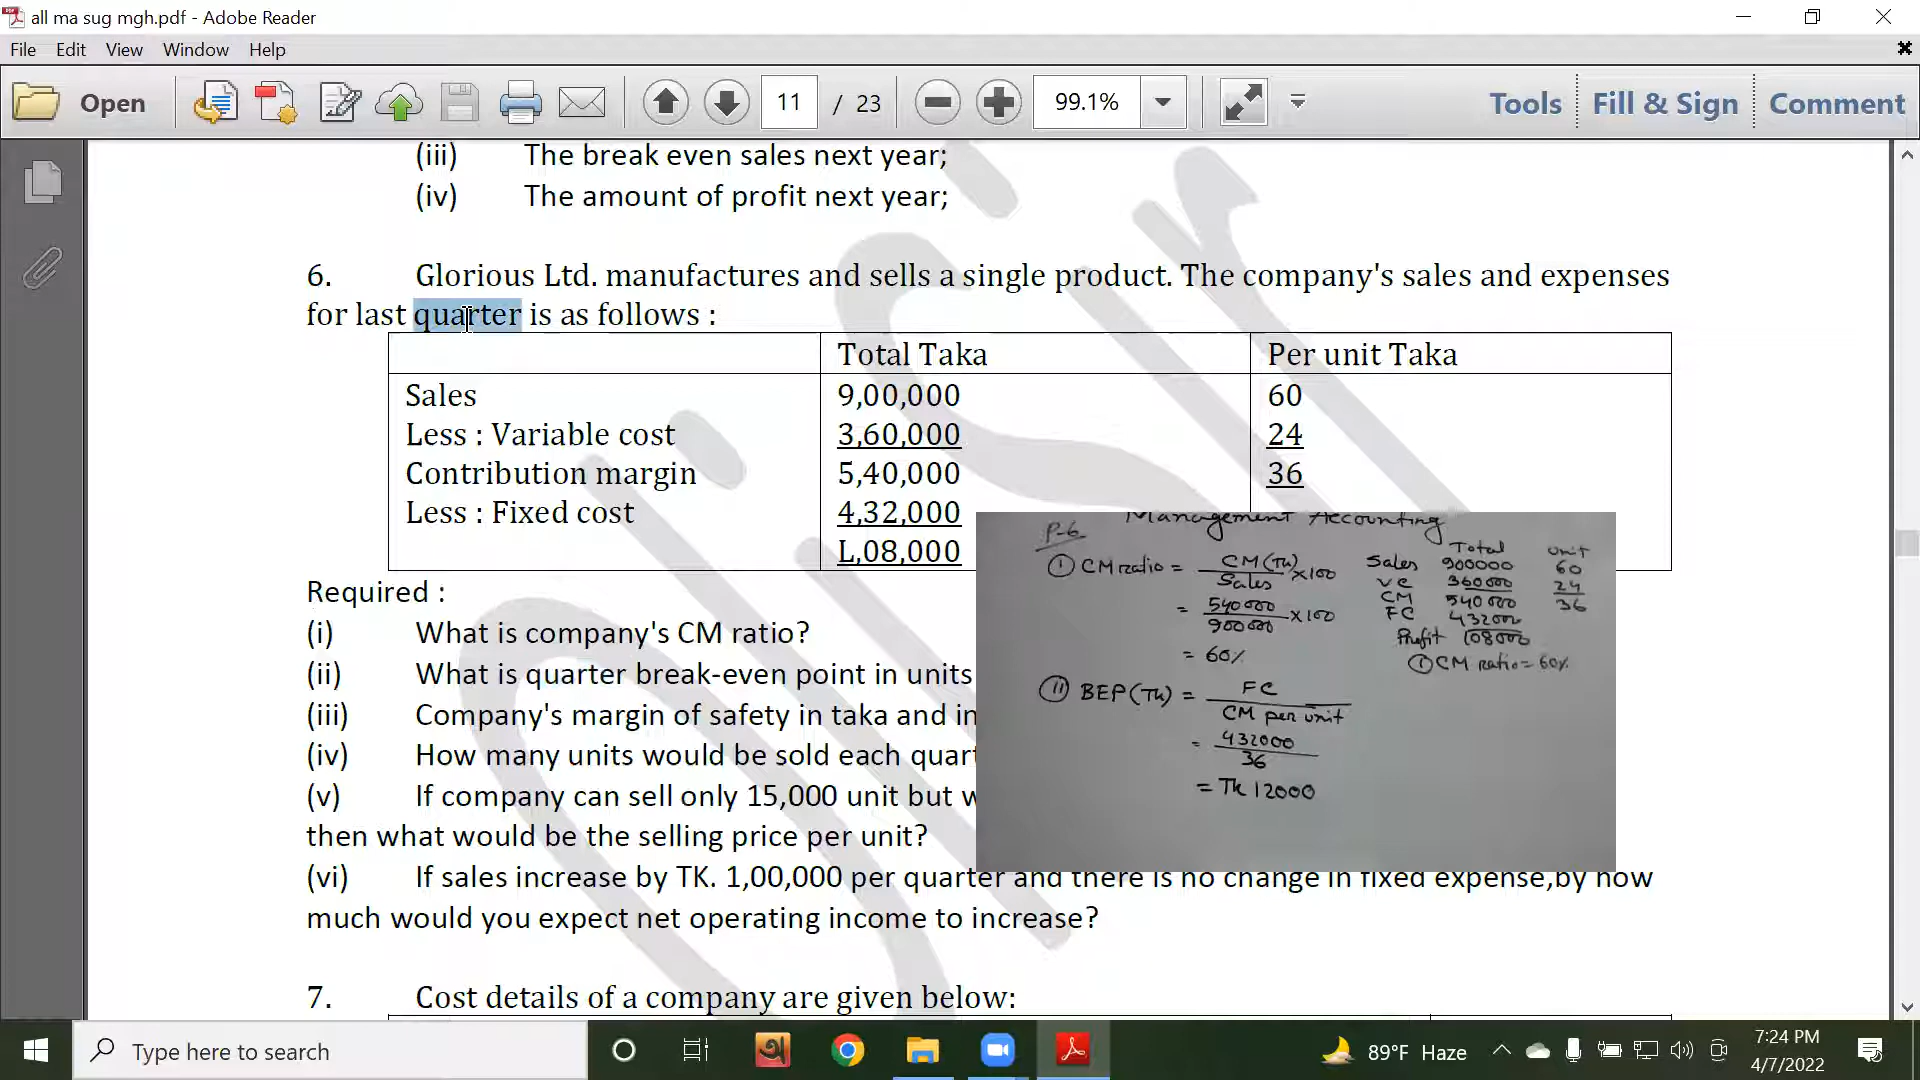 all ma sug mgh.pdf - Adobe Reader
File Edit View Window Help
Open 11 / 23 99.1% Tools Fill & Sign Comment
(iii) The break even sales next year;
(iv) The amount of profit next year;
6. Glorious Ltd. manufactures and sells a single product. The company's sales and expenses
for last quarter is as follows :
Total Taka Per unit Taka
Sales 9,00,000 60
Less : Variable cost 3,60,000 24
Contribution margin 5,40,000 36
Less : Fixed cost 4,32,000
L,08,000
Required :
(i) What is company's CM ratio?
(ii) What is quarter break-even point in units
(iii) Company's margin of safety in taka and in
(iv) How many units would be sold each quart
(v) If company can sell only 15,000 unit but w
then what would be the selling price per unit?
(vi) If sales increase by TK. 1,00,000 per quarter and there is no change in fixed expense,by how
much would you expect net operating income to increase?
7. Cost details of a company are given below:
Management Accounting
P-6
(i) CM ratio = CM (Tk) / Sales × 100
= 540000 / 900000 × 100
= 60%
(ii) BEP (Tk) = FC / CM per unit
= 432000 / 36
= Tk 12000
Total unit
Sales 900000 60
VC 360000 24
CM 540000 36
FC 432000
Profit 108000
(i) CM ratio = 60%
Type here to search
89°F Haze
7:24 PM
4/7/2022